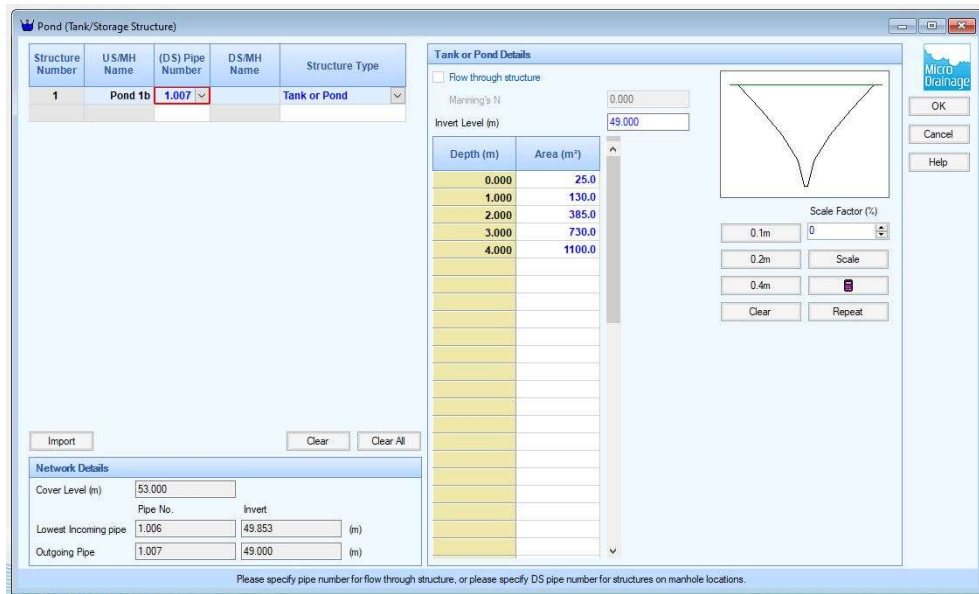 Pond (Tank/Storage Structure)
Structure Number US/MH Name (DS) Pipe Number DS/MH Name Structure Type
1 Pond 1b 1.007 Tank or Pond
Import Clear Clear All
Network Details
Cover Level (m) 53.000
Pipe No. Invert
Lowest Incoming pipe 1.006 49.853 (m)
Outgoing Pipe 1.007 49.000 (m)
Tank or Pond Details
Flow through structure
Manning's N 0.000
Invert Level (m) 49.000
Depth (m) Area (m²)
0.000 25.0
1.000 130.0
2.000 385.0
3.000 730.0
4.000 1100.0
Scale Factor (%)
0.1m 0
0.2m Scale
0.4m
Clear Repeat
Micro Drainage
OK
Cancel
Help
Please specify pipe number for flow through structure, or please specify DS pipe number for structures on manhole locations.